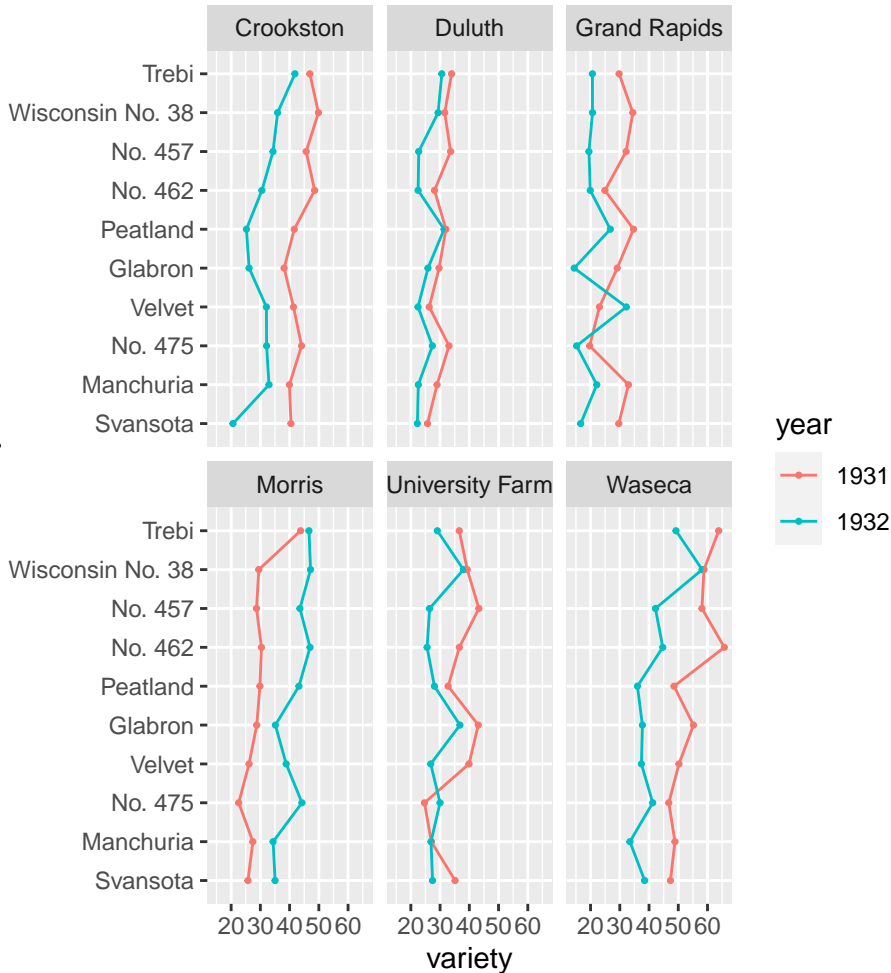 Crookston Duluth Grand Rapids
Trebi
Wisconsin No. 38
No. 457
No. 462
Peatland
Glabron
Velvet
No. 475
Manchuria
Svansota
year
1931
1932
Morris University Farm Waseca
Trebi
Wisconsin No. 38
No. 457
No. 462
Peatland
Glabron
Velvet
No. 475
Manchuria
Svansota
20 30 40 50 60 20 30 40 50 60 20 30 40 50 60
variety